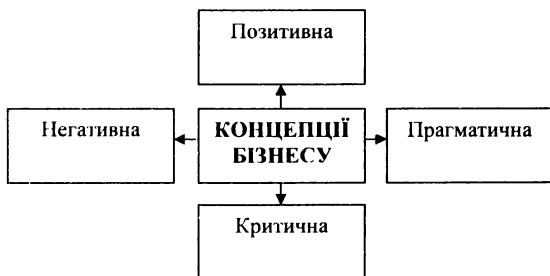 Позитивна
Негативна
КОНЦЕПЦІЇ
БІЗНЕСУ
Прагматична
Критична